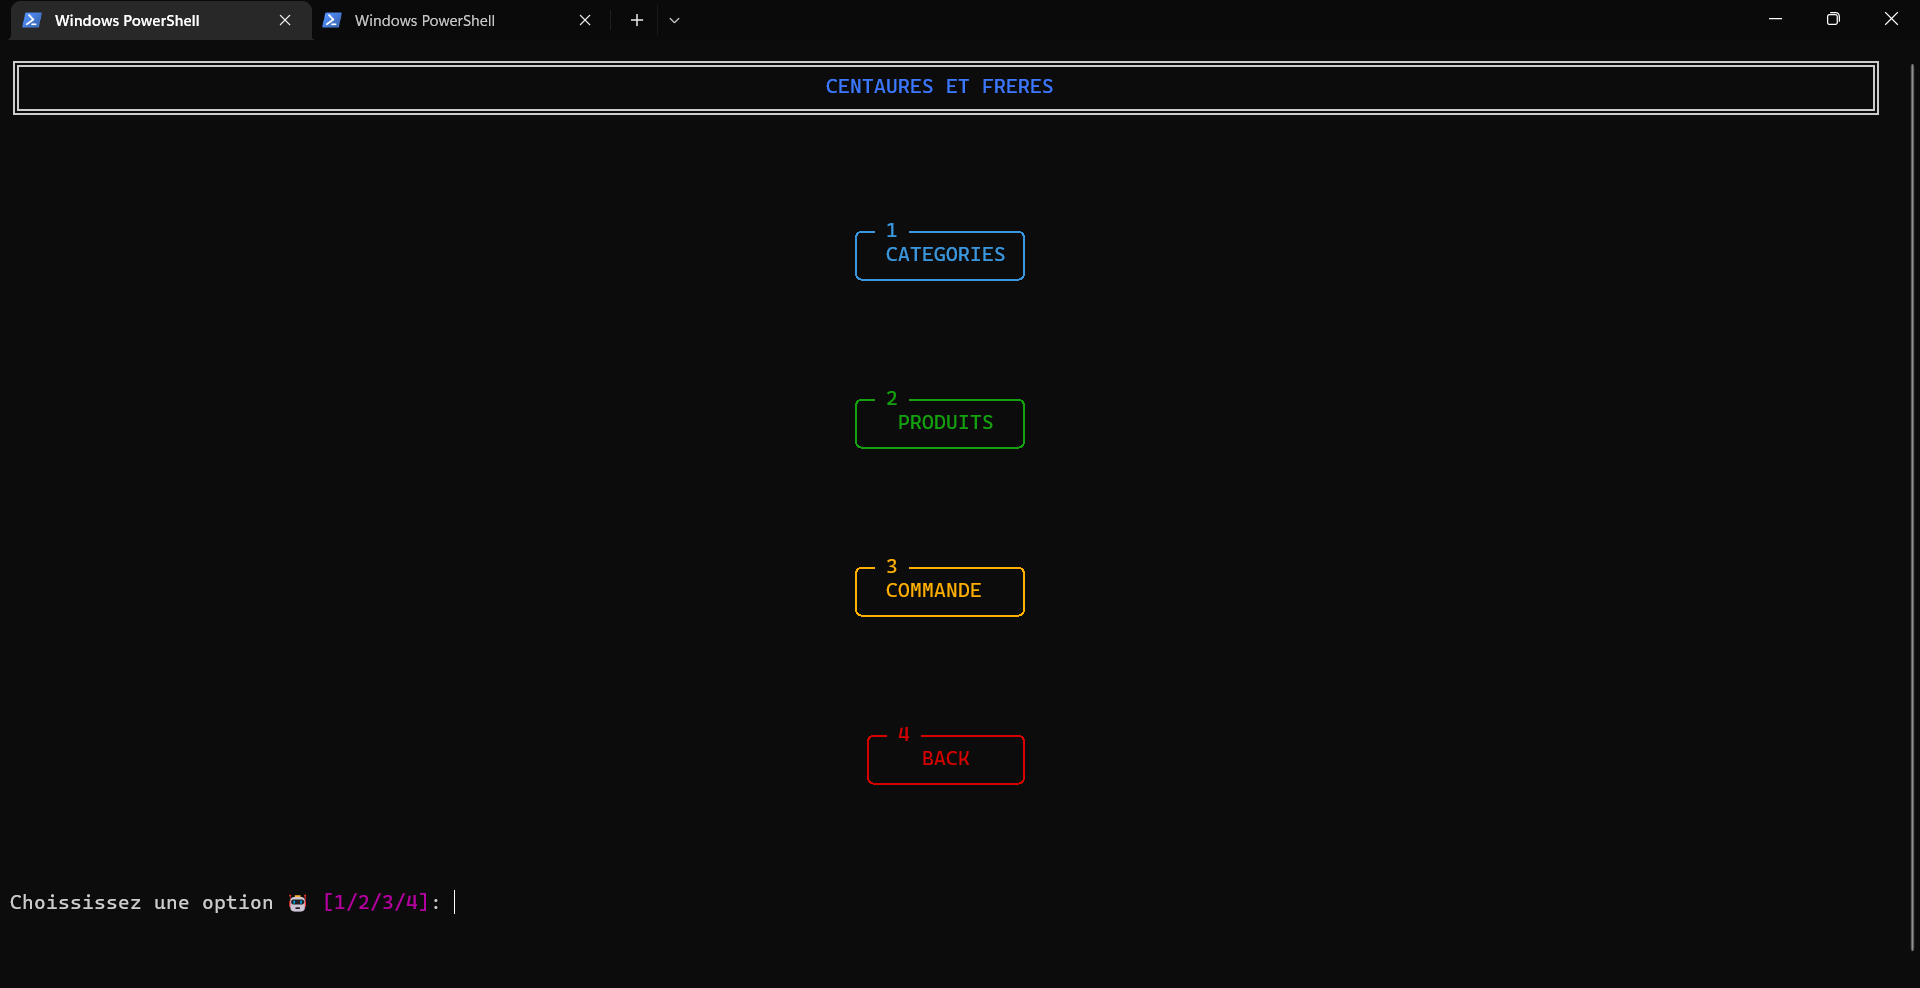 Windows PowerShell
Windows PowerShell
CENTAURES ET FRERES
1
CATEGORIES
2
PRODUITS
3
COMMANDE
4
BACK
Choississez une option 🤖 [1/2/3/4]: